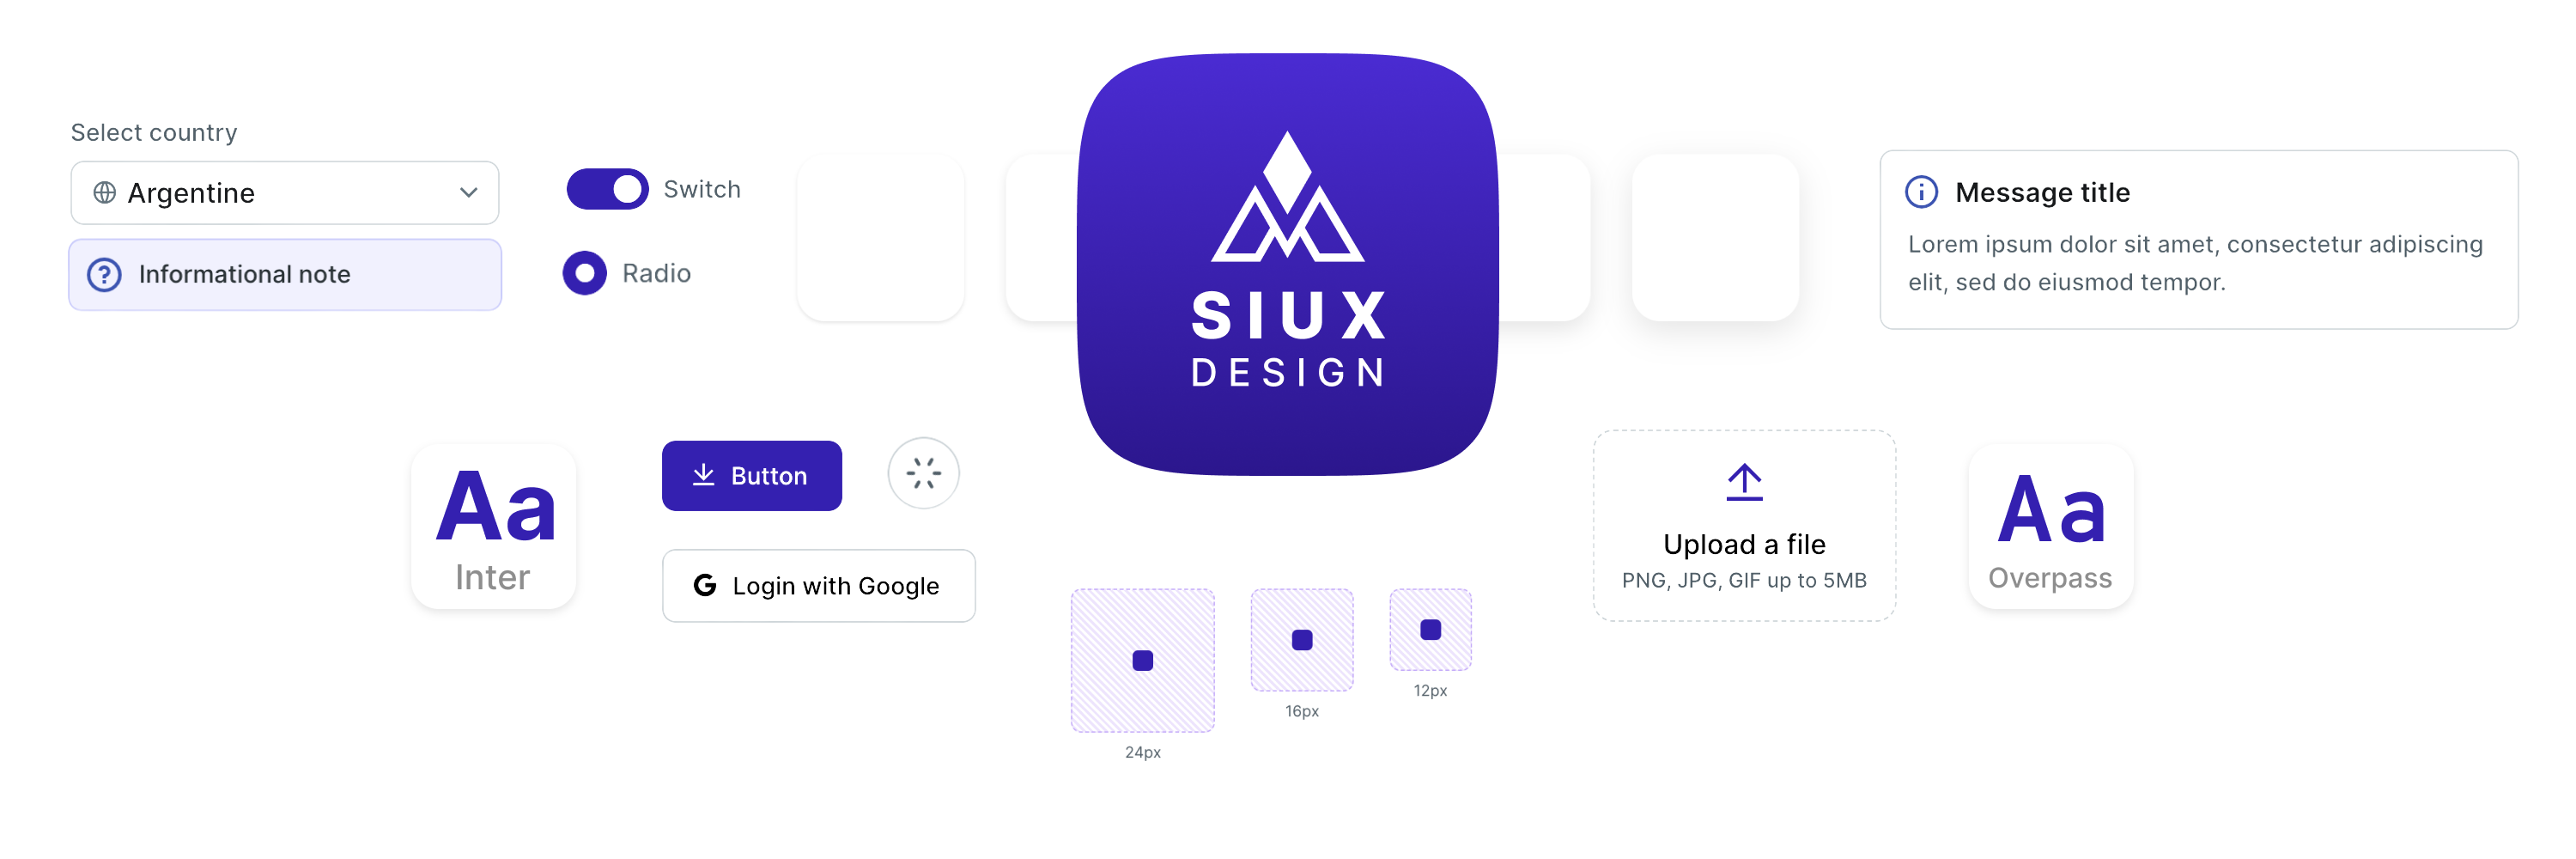 Select country
Argentine
Informational note
Switch
Radio
SIUX
DESIGN
Message title
Lorem ipsum dolor sit amet, consectetur adipiscing
elit, sed do eiusmod tempor.
Aa
Inter
Button
Login with Google
24px
16px
12px
Upload a file
PNG, JPG, GIF up to 5MB
Aa
Overpass